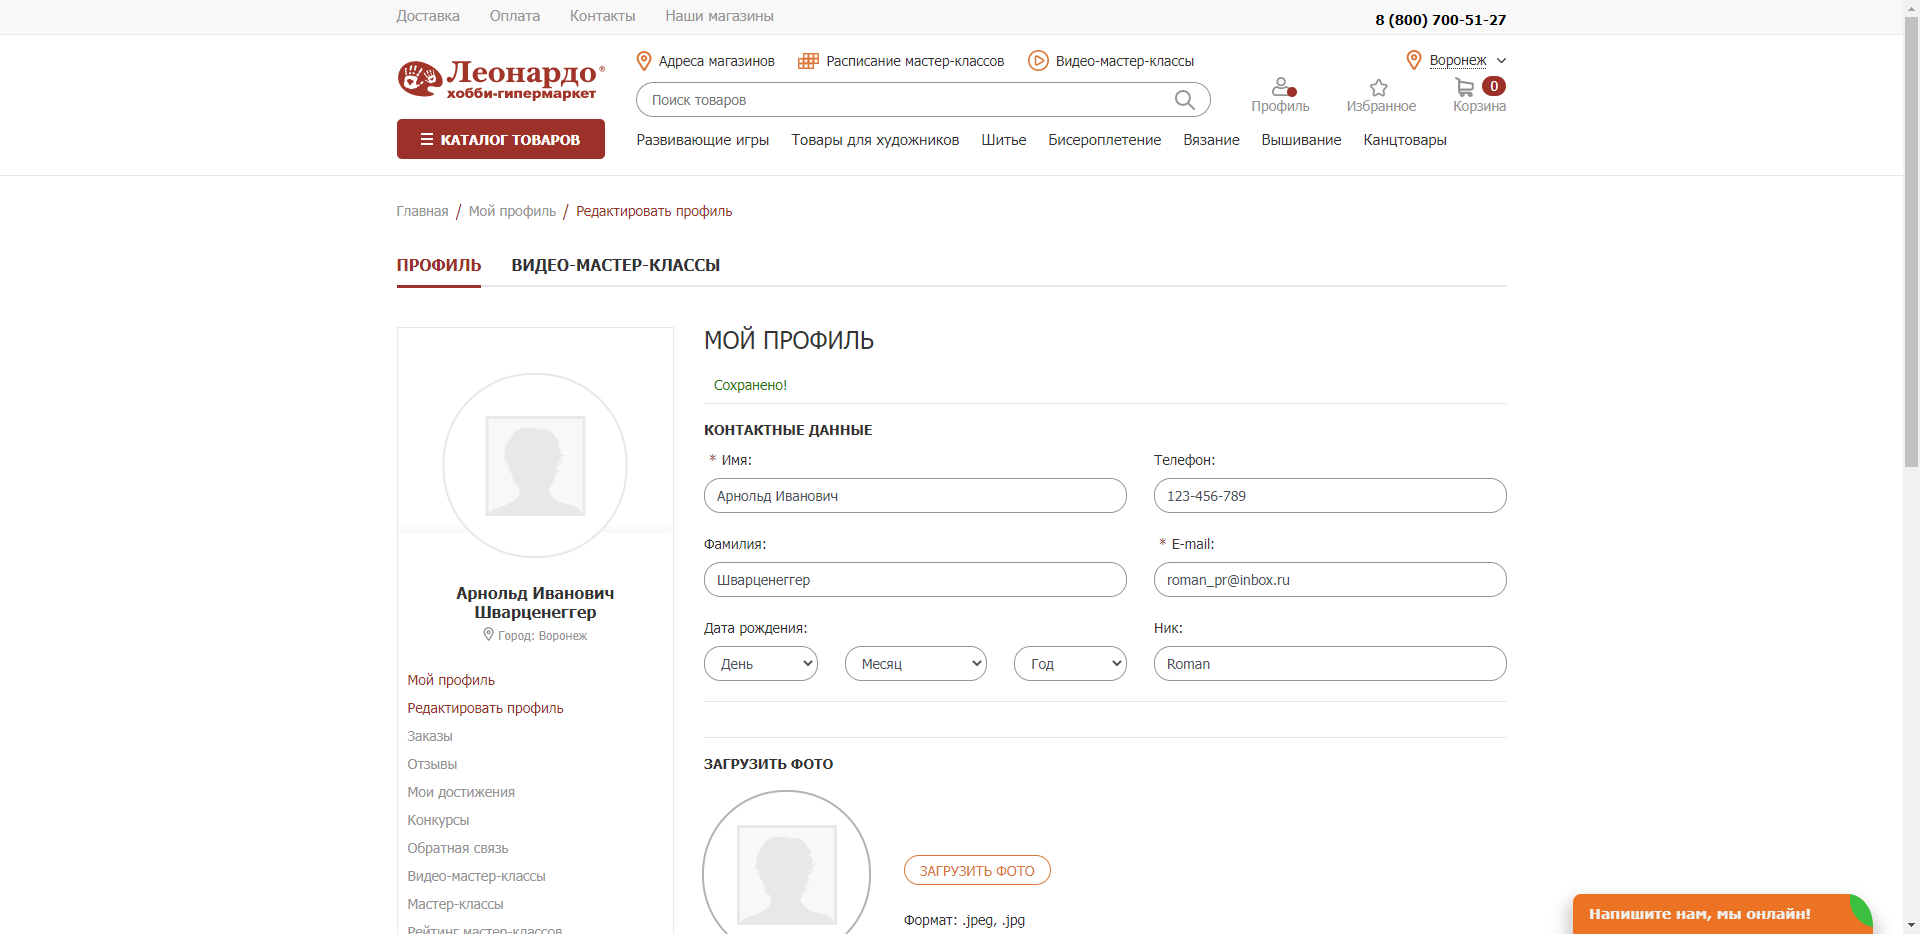 Доставка Оплата Контакты Наши магазины 8 (800) 700-51-27
Леонардо®
хобби-гипермаркет
Адреса магазинов Расписание мастер-классов Видео-мастер-классы Воронеж
Поиск товаров
Профиль Избранное Корзина 0
КАТАЛОГ ТОВАРОВ
Развивающие игры Товары для художников Шитье Бисероплетение Вязание Вышивание Канцтовары
Главная / Мой профиль / Редактировать профиль
ПРОФИЛЬ ВИДЕО-МАСТЕР-КЛАССЫ
Арнольд Иванович
Шварценеггер
Город: Воронеж
Мой профиль
Редактировать профиль
Заказы
Отзывы
Мои достижения
Конкурсы
Обратная связь
Видео-мастер-классы
Мастер-классы
Рейтинг мастер-классов
МОЙ ПРОФИЛЬ
Сохранено!
КОНТАКТНЫЕ ДАННЫЕ
* Имя: Телефон:
Арнольд Иванович 123-456-789
Фамилия: * E-mail:
Шварценеггер roman_pr@inbox.ru
Дата рождения: Ник:
День Месяц Год Roman
ЗАГРУЗИТЬ ФОТО
ЗАГРУЗИТЬ ФОТО
Формат: .jpeg, .jpg
Напишите нам, мы онлайн!